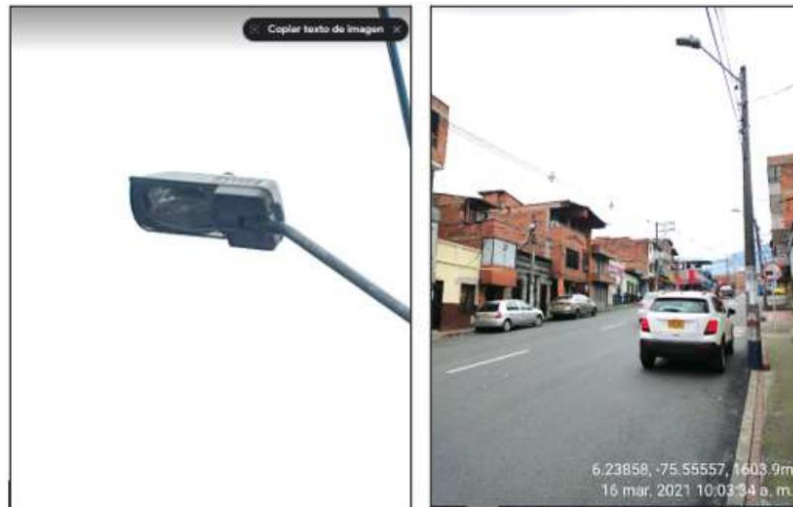 Copiar texto de imagen
6.23858, -75.55557, 1603.9m
16 mar. 2021 10:03:34 a. m.